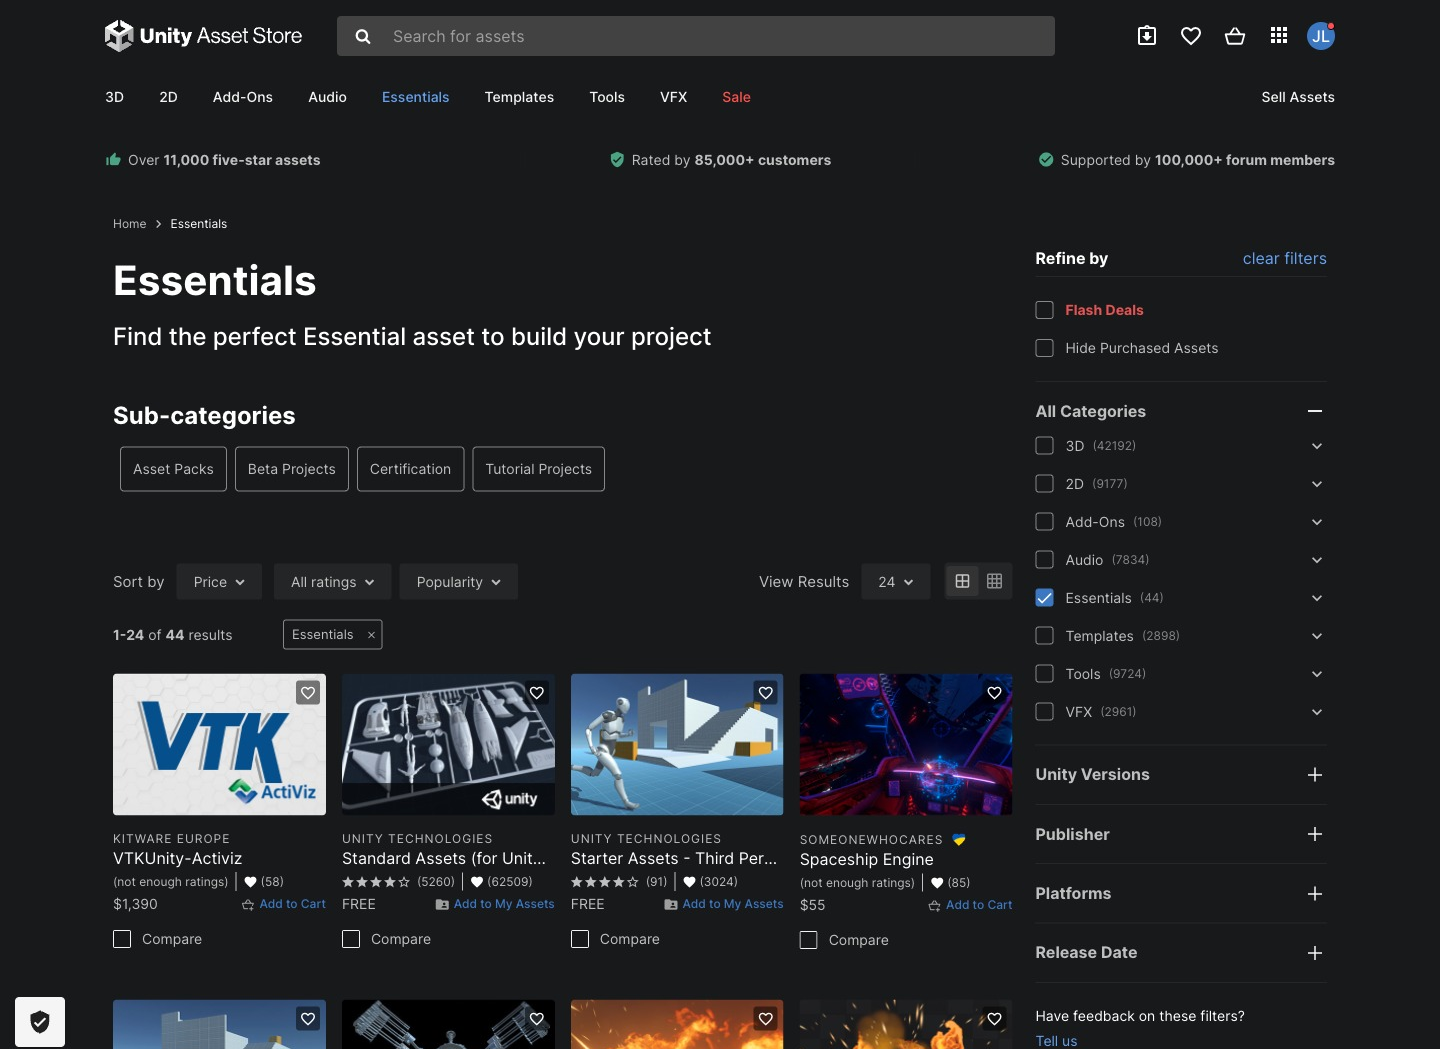 Unity Asset Store
Search for assets
JL
3D 2D Add-Ons Audio Essentials Templates Tools VFX Sale Sell Assets
Over 11,000 five-star assets
Rated by 85,000+ customers
Supported by 100,000+ forum members
Home > Essentials
Essentials
Find the perfect Essential asset to build your project
Sub-categories
Asset Packs Beta Projects Certification Tutorial Projects
Sort by Price All ratings Popularity View Results 24
1-24 of 44 results Essentials ×
VTK
ActiViz
KITWARE EUROPE
VTKUnity-Activiz
(not enough ratings) (58)
$1,390 Add to Cart
Compare
unity
UNITY TECHNOLOGIES
Standard Assets (for Unit...
(5260) (62509)
FREE Add to My Assets
Compare
UNITY TECHNOLOGIES
Starter Assets - Third Per...
(91) (3024)
FREE Add to My Assets
Compare
SOMEONEWHOCARES
Spaceship Engine
(not enough ratings) (85)
$55 Add to Cart
Compare
Refine by clear filters
Flash Deals
Hide Purchased Assets
All Categories
3D (42192)
2D (9177)
Add-Ons (108)
Audio (7834)
Essentials (44)
Templates (2898)
Tools (9724)
VFX (2961)
Unity Versions
Publisher
Platforms
Release Date
Have feedback on these filters?
Tell us